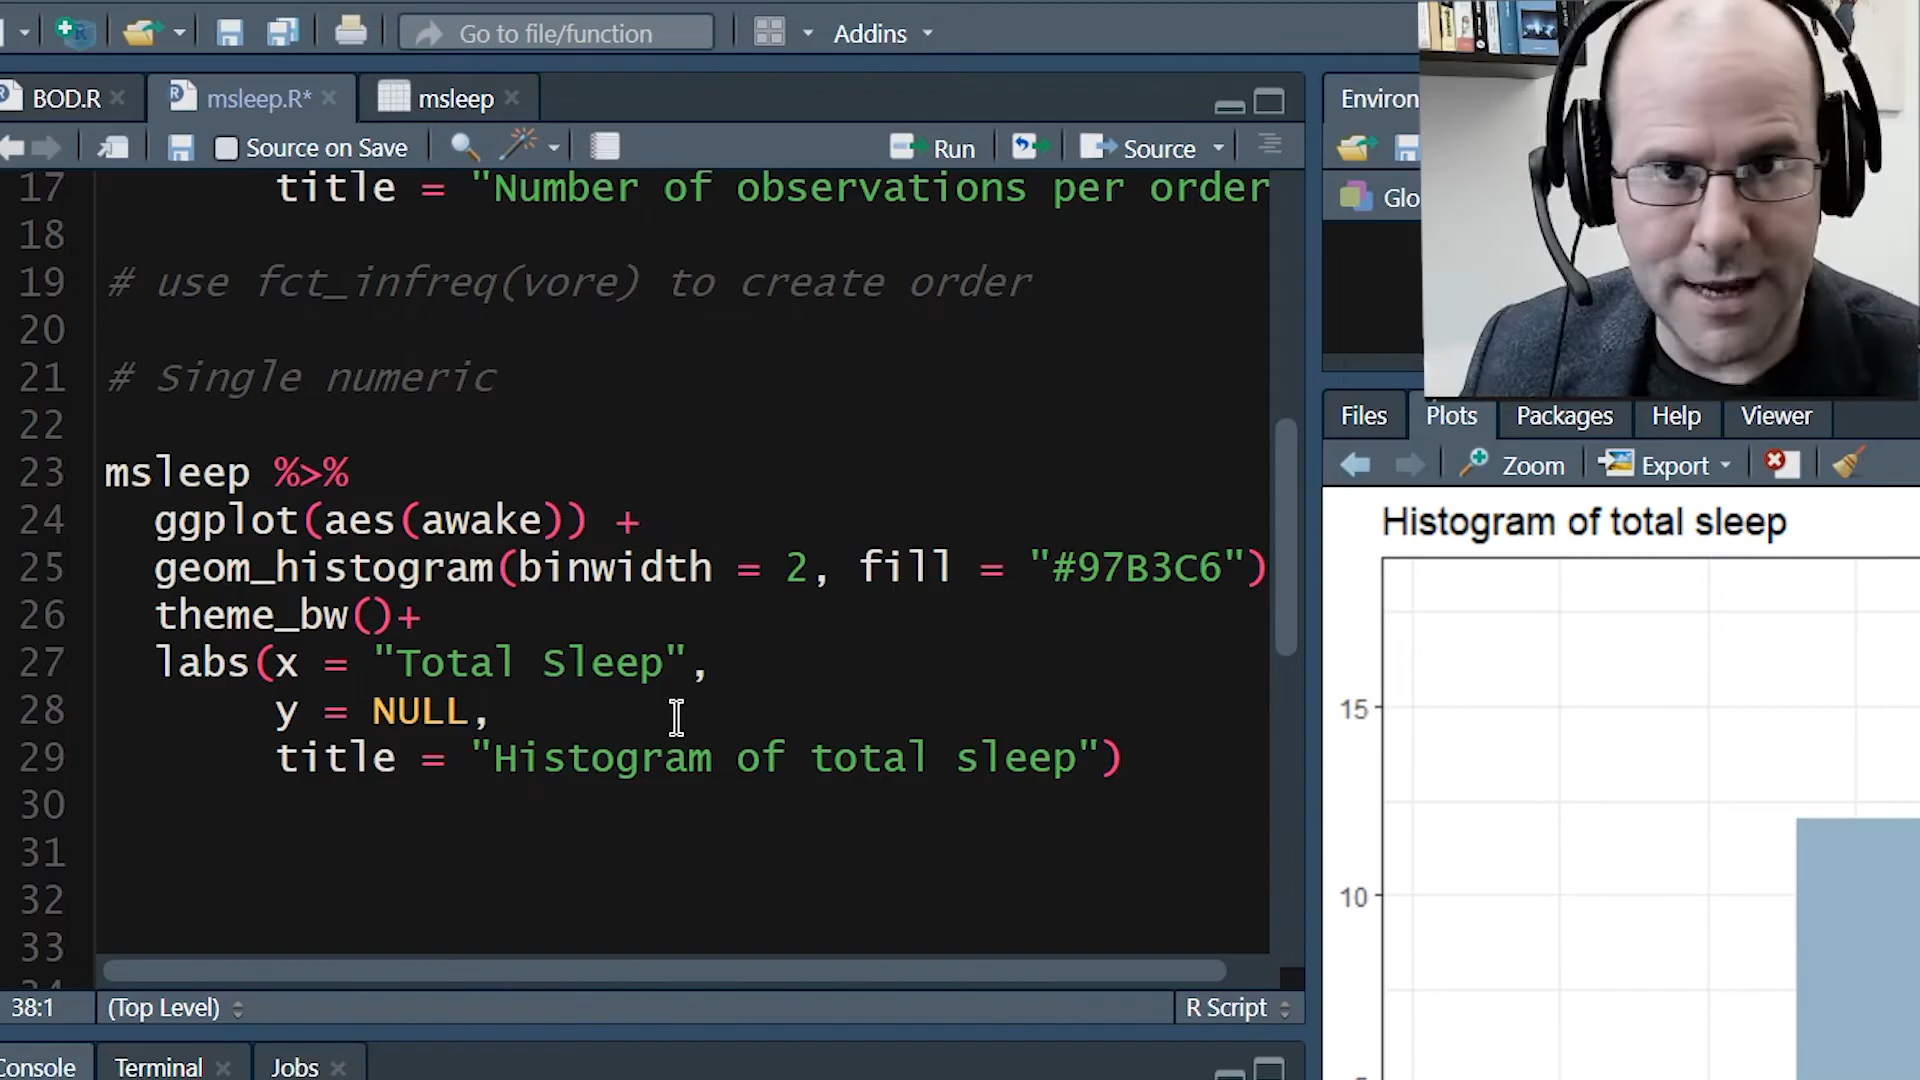 Go to file/function
Addins
BOD.R
msleep.R*
msleep
Source on Save
Run
Source
17 title = "Number of observations per order
18
19 # use fct_infreq(vore) to create order
20
21 # Single numeric
22
23 msleep %>%
24 ggplot(aes(awake)) +
25 geom_histogram(binwidth = 2, fill = "#97B3C6")
26 theme_bw()+
27 labs(x = "Total Sleep",
28 y = NULL,
29 title = "Histogram of total sleep")
30
31
32
33
38:1 (Top Level) R Script
Console Terminal Jobs
Environ
Glo
Files Plots Packages Help Viewer
Zoom Export
Histogram of total sleep
15
10